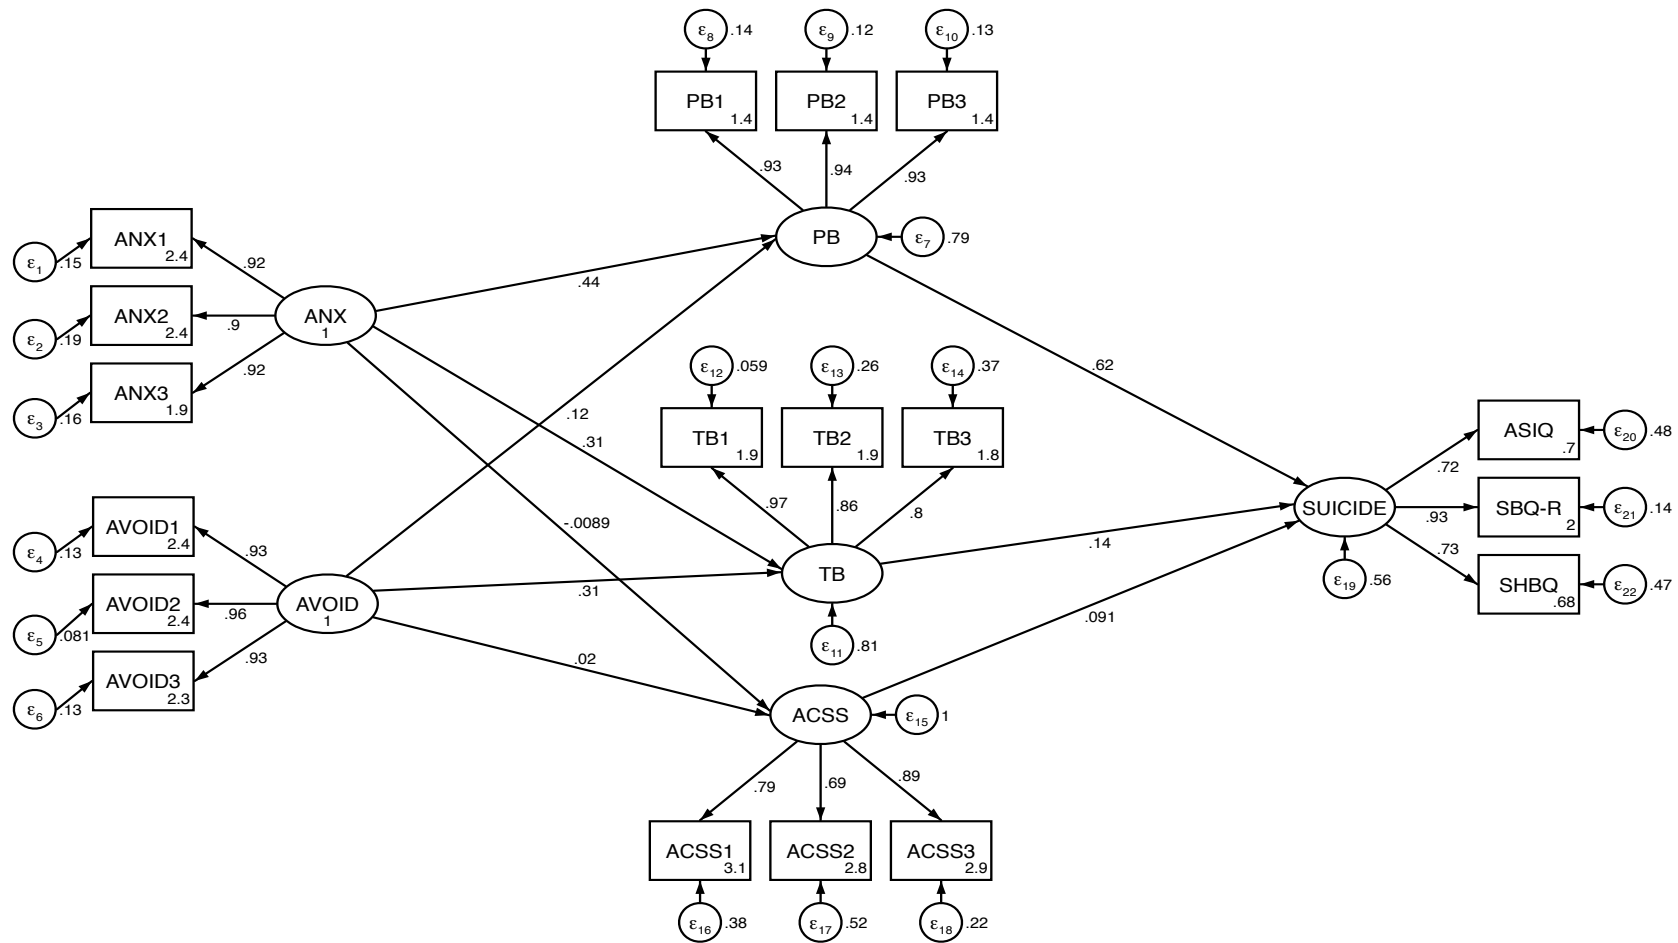 ε8 .14
ε9 .12
ε10 .13
PB1 1.4
PB2 1.4
PB3 1.4
.93
.94
.93
PB
ε7 .79
ANX1 2.4
ε1 .15
.92
ANX2 2.4
ε2 .19
.9
ANX 1
ANX3 1.9
ε3 .16
.92
.44
.12
.31
-.0089
.62
ε12 .059
ε13 .26
ε14 .37
TB1 1.9
TB2 1.9
TB3 1.8
.97
.86
.8
TB
ε11 .81
AVOID1 2.4
ε4 .13
.93
AVOID2 2.4
ε5 .081
.96
AVOID 1
AVOID3 2.3
ε6 .13
.93
.31
.02
.14
.091
SUICIDE
ε19 .56
ASIQ .7
ε20 .48
.72
SBQ-R 2
ε21 .14
.93
SHBQ .68
ε22 .47
.73
ACSS
ε15 1
.79
.69
.89
ACSS1 3.1
ACSS2 2.8
ACSS3 2.9
ε16 .38
ε17 .52
ε18 .22